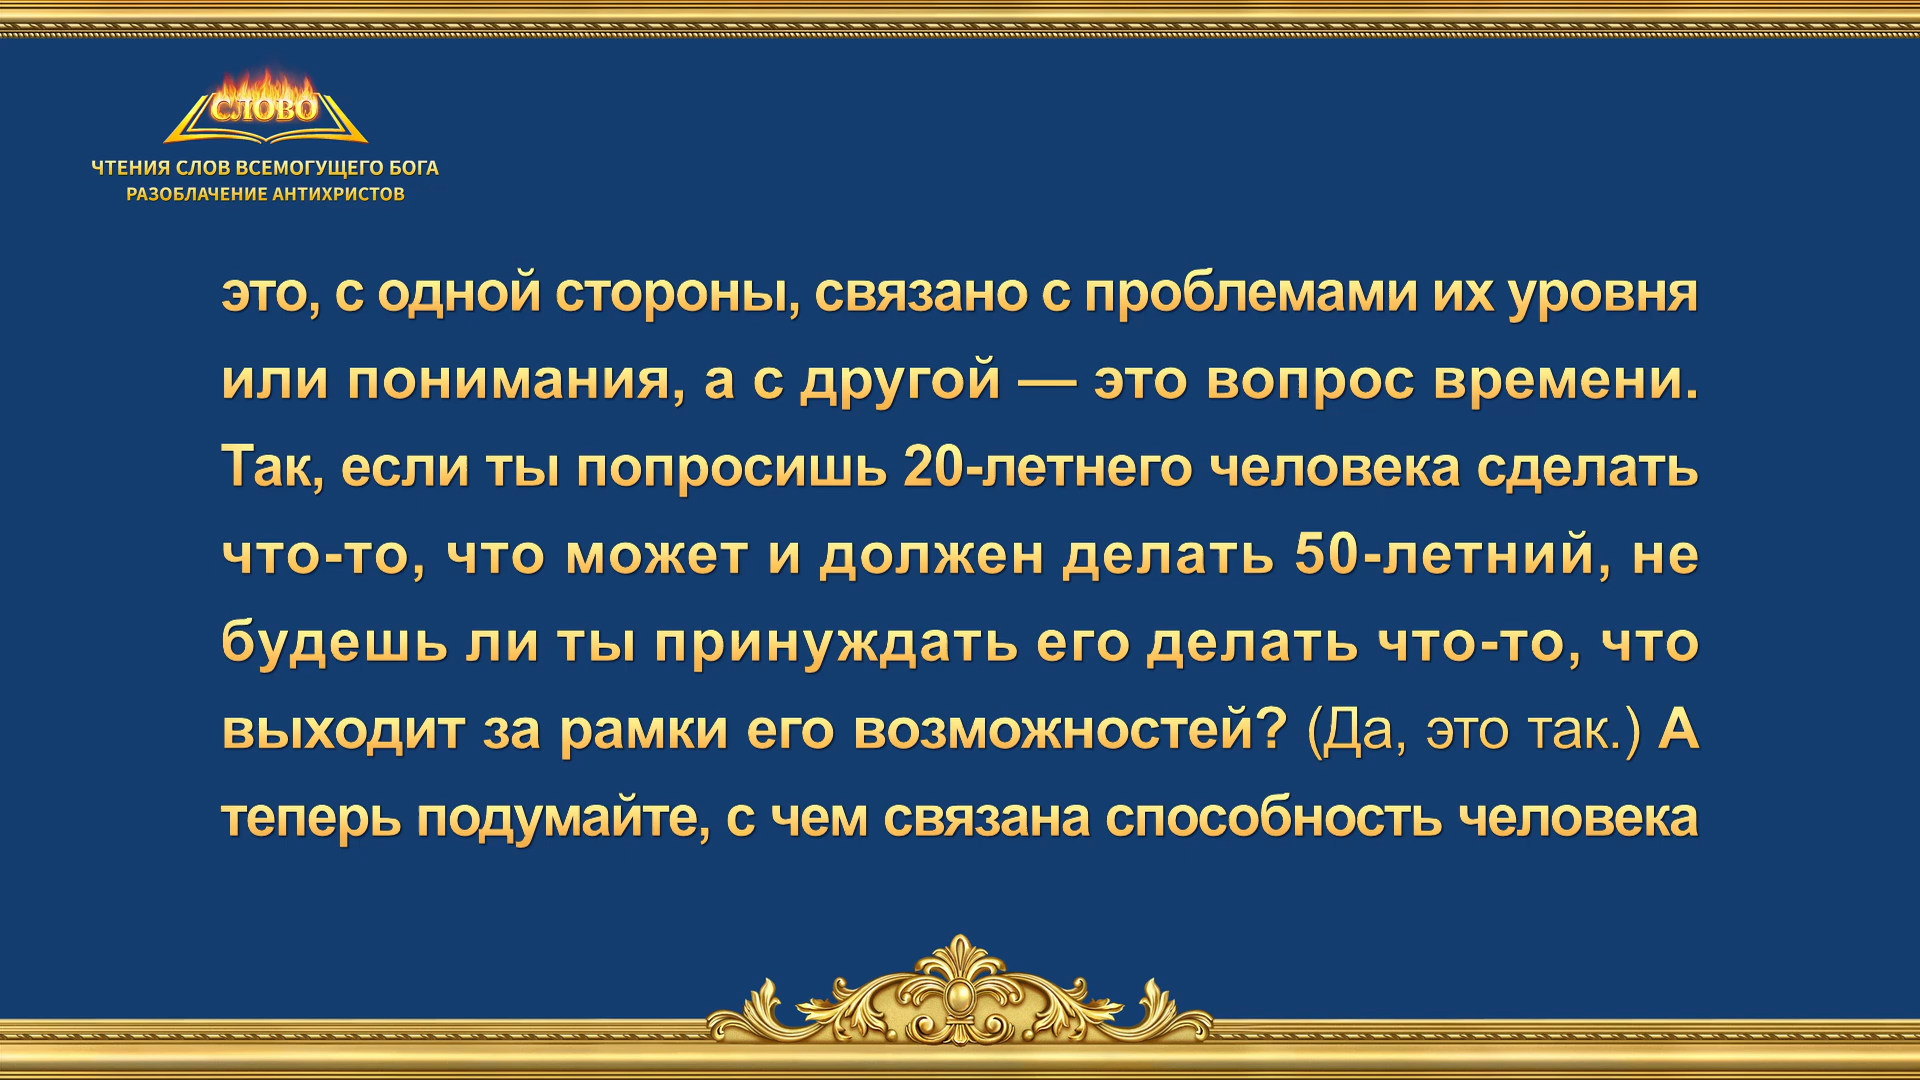 СЛОВО
ЧТЕНИЯ СЛОВ ВСЕМОГУЩЕГО БОГА
РАЗОБЛАЧЕНИЕ АНТИХРИСТОВ
это, с одной стороны, связано с проблемами их уровня
или понимания, а с другой — это вопрос времени.
Так, если ты попросишь 20-летнего человека сделать
что-то, что может и должен делать 50-летний, не
будешь ли ты принуждать его делать что-то, что
выходит за рамки его возможностей? (Да, это так.) А
теперь подумайте, с чем связана способность человека